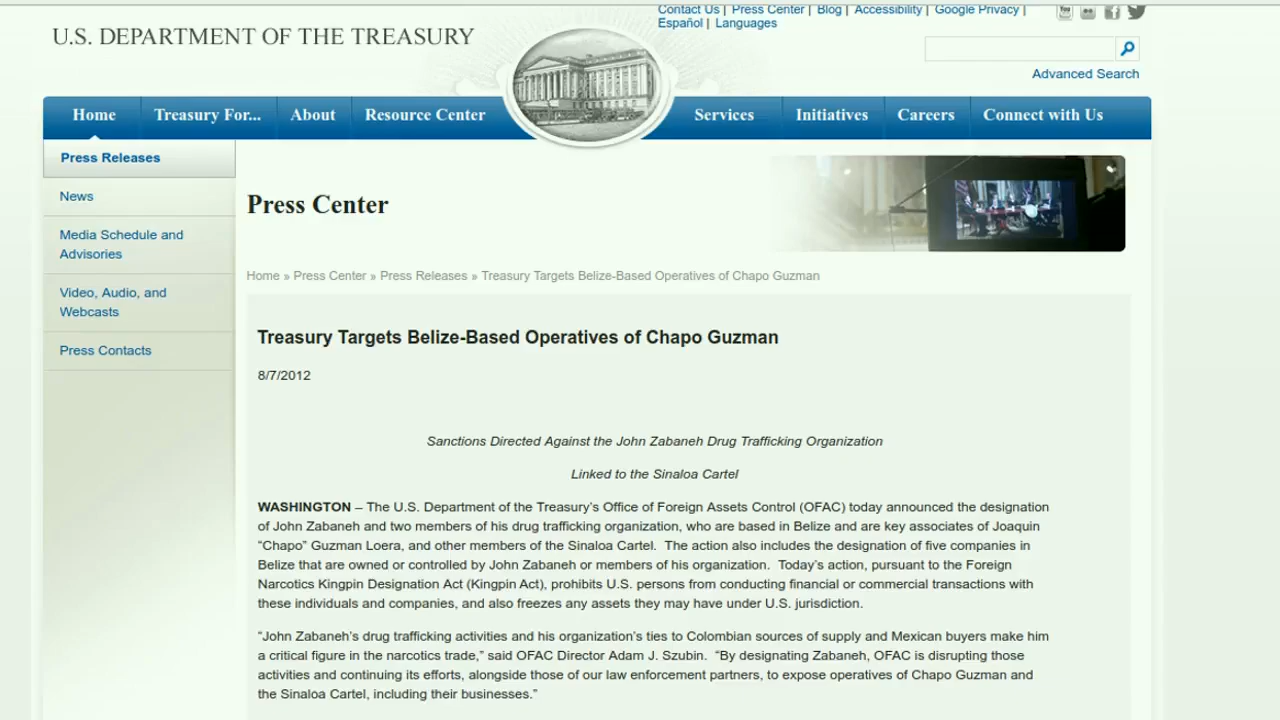 Contact Us | Press Center | Blog | Accessibility | Google Privacy |
Español | Languages
U.S. DEPARTMENT OF THE TREASURY
Advanced Search
Home Treasury For... About Resource Center Services Initiatives Careers Connect with Us
Press Releases
News
Media Schedule and
Advisories
Video, Audio, and
Webcasts
Press Contacts
Press Center
Home » Press Center » Press Releases » Treasury Targets Belize-Based Operatives of Chapo Guzman
Treasury Targets Belize-Based Operatives of Chapo Guzman
8/7/2012
Sanctions Directed Against the John Zabaneh Drug Trafficking Organization
Linked to the Sinaloa Cartel
WASHINGTON – The U.S. Department of the Treasury’s Office of Foreign Assets Control (OFAC) today announced the designation
of John Zabaneh and two members of his drug trafficking organization, who are based in Belize and are key associates of Joaquin
“Chapo” Guzman Loera, and other members of the Sinaloa Cartel.  The action also includes the designation of five companies in
Belize that are owned or controlled by John Zabaneh or members of his organization.  Today’s action, pursuant to the Foreign
Narcotics Kingpin Designation Act (Kingpin Act), prohibits U.S. persons from conducting financial or commercial transactions with
these individuals and companies, and also freezes any assets they may have under U.S. jurisdiction.
“John Zabaneh’s drug trafficking activities and his organization’s ties to Colombian sources of supply and Mexican buyers make him
a critical figure in the narcotics trade,” said OFAC Director Adam J. Szubin.  “By designating Zabaneh, OFAC is disrupting those
activities and continuing its efforts, alongside those of our law enforcement partners, to expose operatives of Chapo Guzman and
the Sinaloa Cartel, including their businesses.”